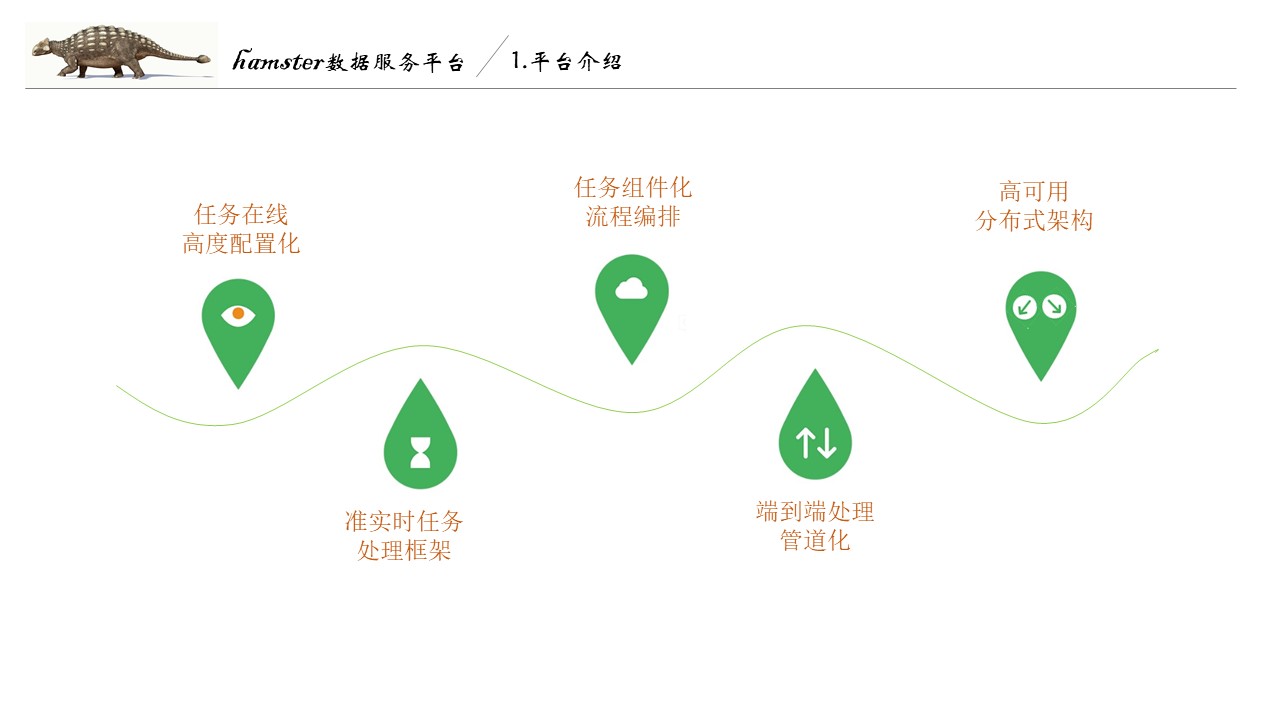 hamster数据服务平台
1.平台介绍
任务在线
高度配置化
准实时任务
处理框架
任务组件化
流程编排
端到端处理
管道化
高可用
分布式架构